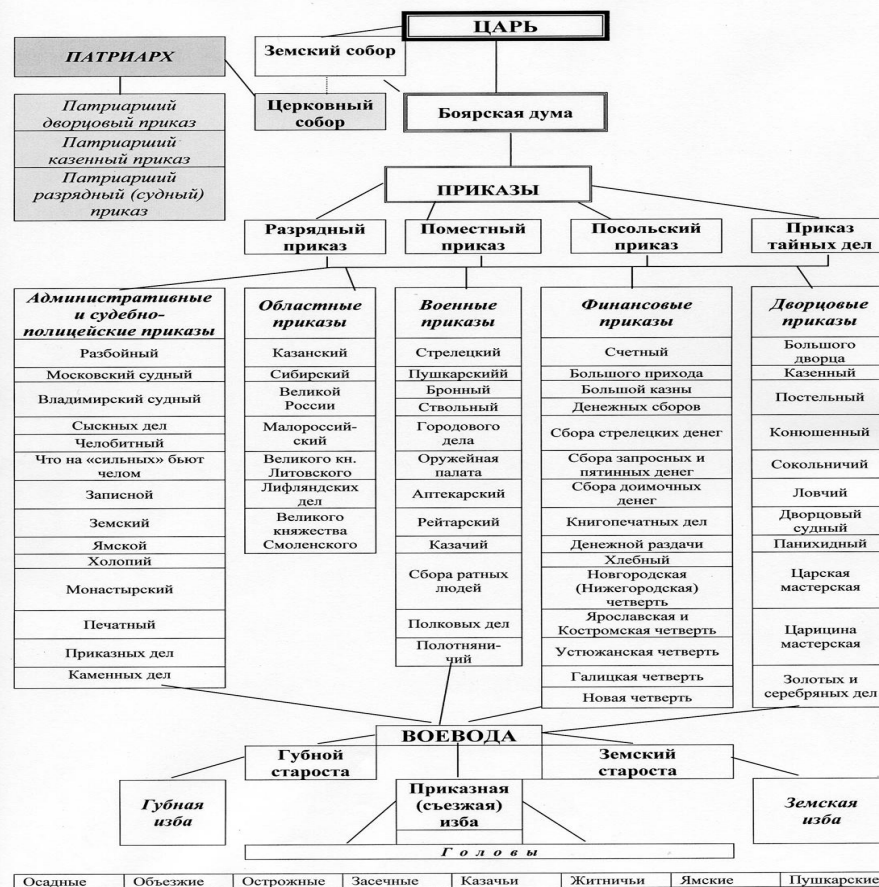 ЦАРЬ
Земский собор
ПАТРИАРХ
Патриарший
дворцовый приказ
Патриарший
казенный приказ
Патриарший
разрядный (судный)
приказ
Церковный
собор
Боярская дума
ПРИКАЗЫ
Разрядный
приказ
Поместный
приказ
Посольский
приказ
Приказ
тайных дел
Административные
и судебно-
полицейские приказы
Разбойный
Московский судный
Владимирский судный
Сыскных дел
Челобитный
Что на «сильных» бьют
челом
Записной
Земский
Ямской
Холопий
Монастырский
Печатный
Приказных дел
Каменных дел
Областные
приказы
Казанский
Сибирский
Великой
России
Малороссий-
ский
Великого кн.
Литовского
Лифляндских
дел
Великого
княжества
Смоленского
Военные
приказы
Стрелецкий
Пушкарскийй
Бронный
Ствольный
Городового
дела
Оружейная
палата
Аптекарский
Рейтарский
Казачий
Сбора ратных
людей
Полковых дел
Полотняни-
чий
Финансовые
приказы
Счетный
Большого прихода
Большой казны
Денежных сборов
Сбора стрелецких денег
Сбора запросных и
пятинных денег
Сбора доимочных
денег
Книгопечатных дел
Денежной раздачи
Хлебный
Новгородская
(Нижегородская)
четверть
Ярославская и
Костромская четверть
Устюжанская четверть
Галицкая четверть
Новая четверть
Дворцовые
приказы
Большого
дворца
Казенный
Постельный
Конюшенный
Сокольничий
Ловчий
Дворцовый
судный
Панихидный
Царская
мастерская
Царицина
мастерская
Золотых и
серебряных дел
ВОЕВОДА
Губной
староста
Земский
староста
Губная
изба
Приказная
(съезжая)
изба
Земская
изба
Головы
Осадные Объезжие Острожные Засечные Казачьи Житничьи Ямские Пушкарские